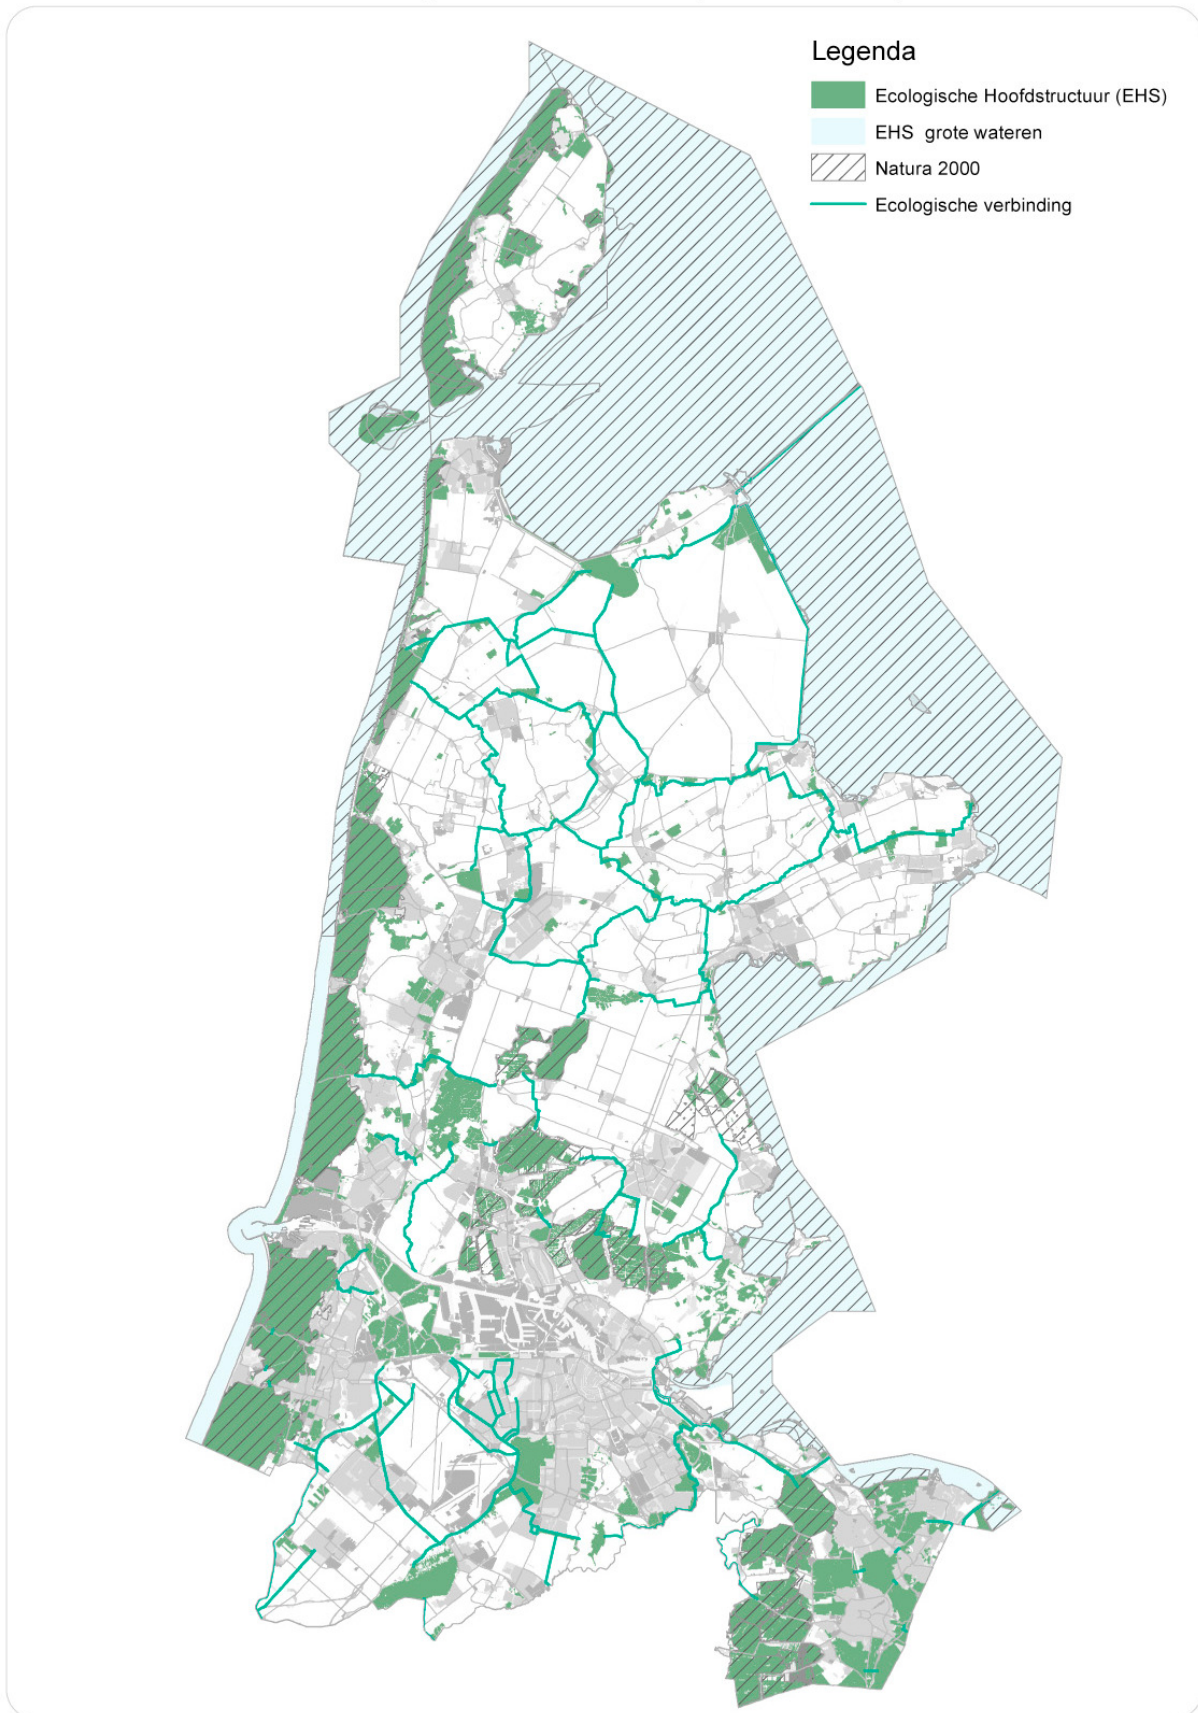 Legenda
Ecologische Hoofdstructuur (EHS)
EHS grote wateren
Natura 2000
Ecologische verbinding